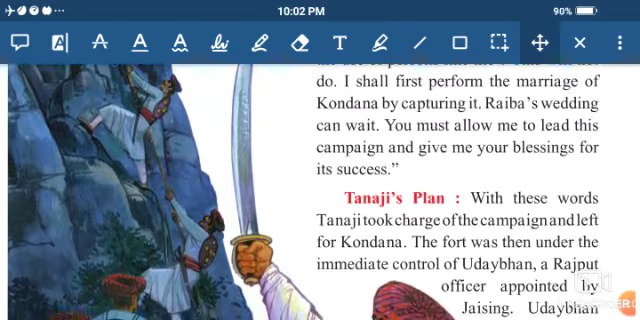 10:02 PM
90%
A
A
A
A
T
do. I shall first perform the marriage of
Kondana by capturing it. Raiba's wedding
can wait. You must allow me to lead this
campaign and give me your blessings for
its success."
Tanaji's Plan : With these words
Tanaji took charge of the campaign and left
for Kondana. The fort was then under the
immediate control of Udaybhan, a Rajput
officer appointed by
Jaising. Udaybhan